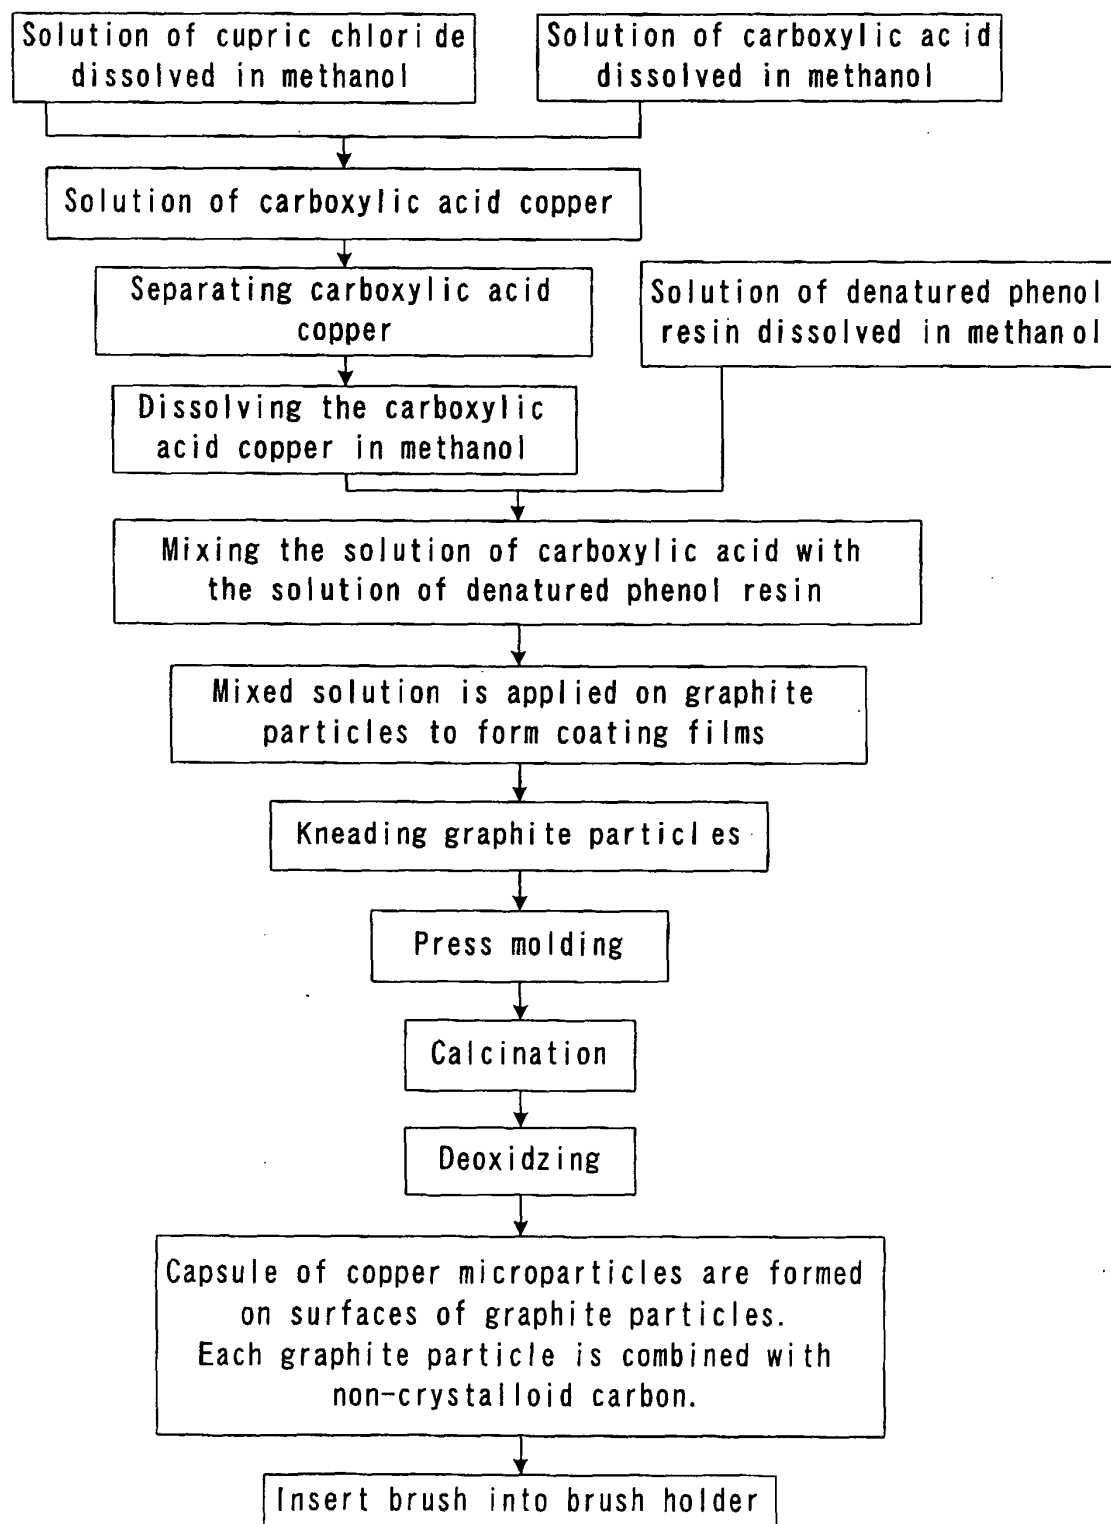 Solution of cupric chloride
dissolved in methanol
Solution of carboxylic acid
dissolved in methanol
Solution of carboxylic acid copper
Separating carboxylic acid
copper
Solution of denatured phenol
resin dissolved in methanol
Dissolving the carboxylic
acid copper in methanol
Mixing the solution of carboxylic acid with
the solution of denatured phenol resin
Mixed solution is applied on graphite
particles to form coating films
Kneading graphite particles
Press molding
Calcination
Deoxidzing
Capsule of copper microparticles are formed
on surfaces of graphite particles.
Each graphite particle is combined with
non-crystalloid carbon.
Insert brush into brush holder